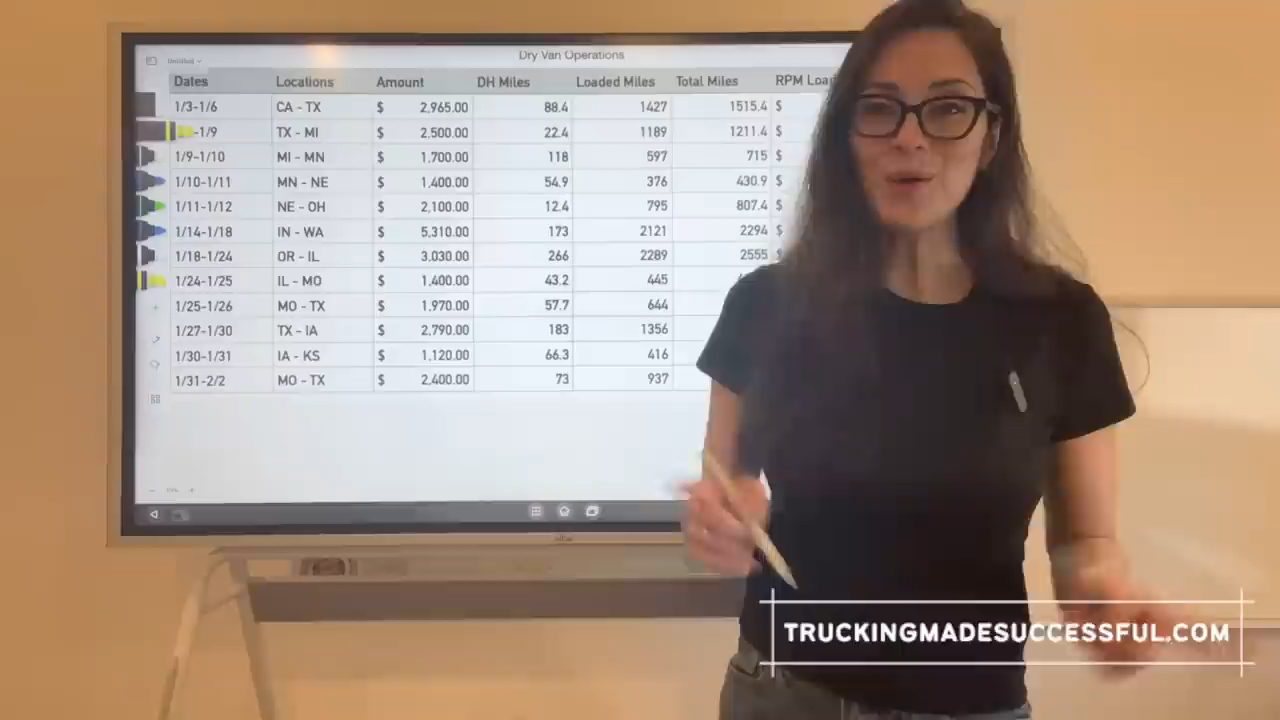 Dry Van Operations
Untitled
Dates Locations Amount DH Miles Loaded Miles Total Miles RPM Load
1/3-1/6 CA - TX $ 2,965.00 88.4 1427 1515.4 $
-1/9 TX - MI $ 2,500.00 22.4 1189 1211.4 $
1/9-1/10 MI - MN $ 1,700.00 118 597 715 $
1/10-1/11 MN - NE $ 1,400.00 54.9 376 430.9 $
1/11-1/12 NE - OH $ 2,100.00 12.4 795 807.4 $
1/14-1/18 IN - WA $ 5,310.00 173 2121 2294 $
1/18-1/24 OR - IL $ 3,030.00 266 2289 2555 $
1/24-1/25 IL - MO $ 1,400.00 43.2 445
1/25-1/26 MO - TX $ 1,970.00 57.7 644
1/27-1/30 TX - IA $ 2,790.00 183 1356
1/30-1/31 IA - KS $ 1,120.00 66.3 416
1/31-2/2 MO - TX $ 2,400.00 73 937
TRUCKINGMADESUCCESSFUL.COM